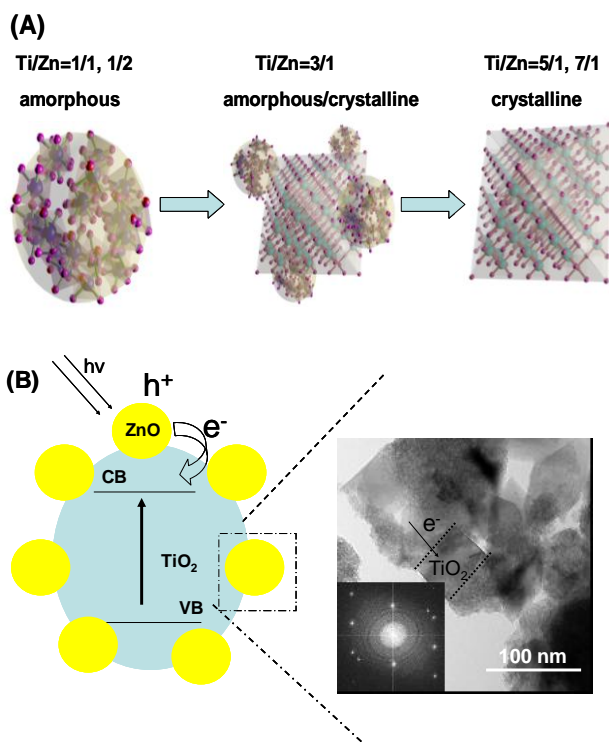 (A)
Ti/Zn=1/1, 1/2
amorphous
Ti/Zn=3/1
amorphous/crystalline
Ti/Zn=5/1, 7/1
crystalline
(B)
hv
h+
ZnO
e-
CB
TiO2
VB
e-
TiO2
100 nm